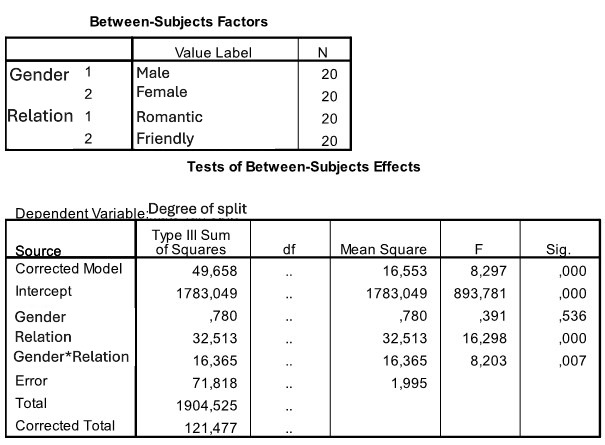 Between-Subjects Factors
Value Label N
Gender 1 Male 20
2 Female 20
Relation 1 Romantic 20
2 Friendly 20
Tests of Between-Subjects Effects
Dependent Variable:Degree of split
Source Type III Sum of Squares df Mean Square F Sig.
Corrected Model 49,658 .. 16,553 8,297 ,000
Intercept 1783,049 .. 1783,049 893,781 ,000
Gender ,780 .. ,780 ,391 ,536
Relation 32,513 .. 32,513 16,298 ,000
Gender*Relation 16,365 .. 16,365 8,203 ,007
Error 71,818 .. 1,995
Total 1904,525 ..
Corrected Total 121,477 ..